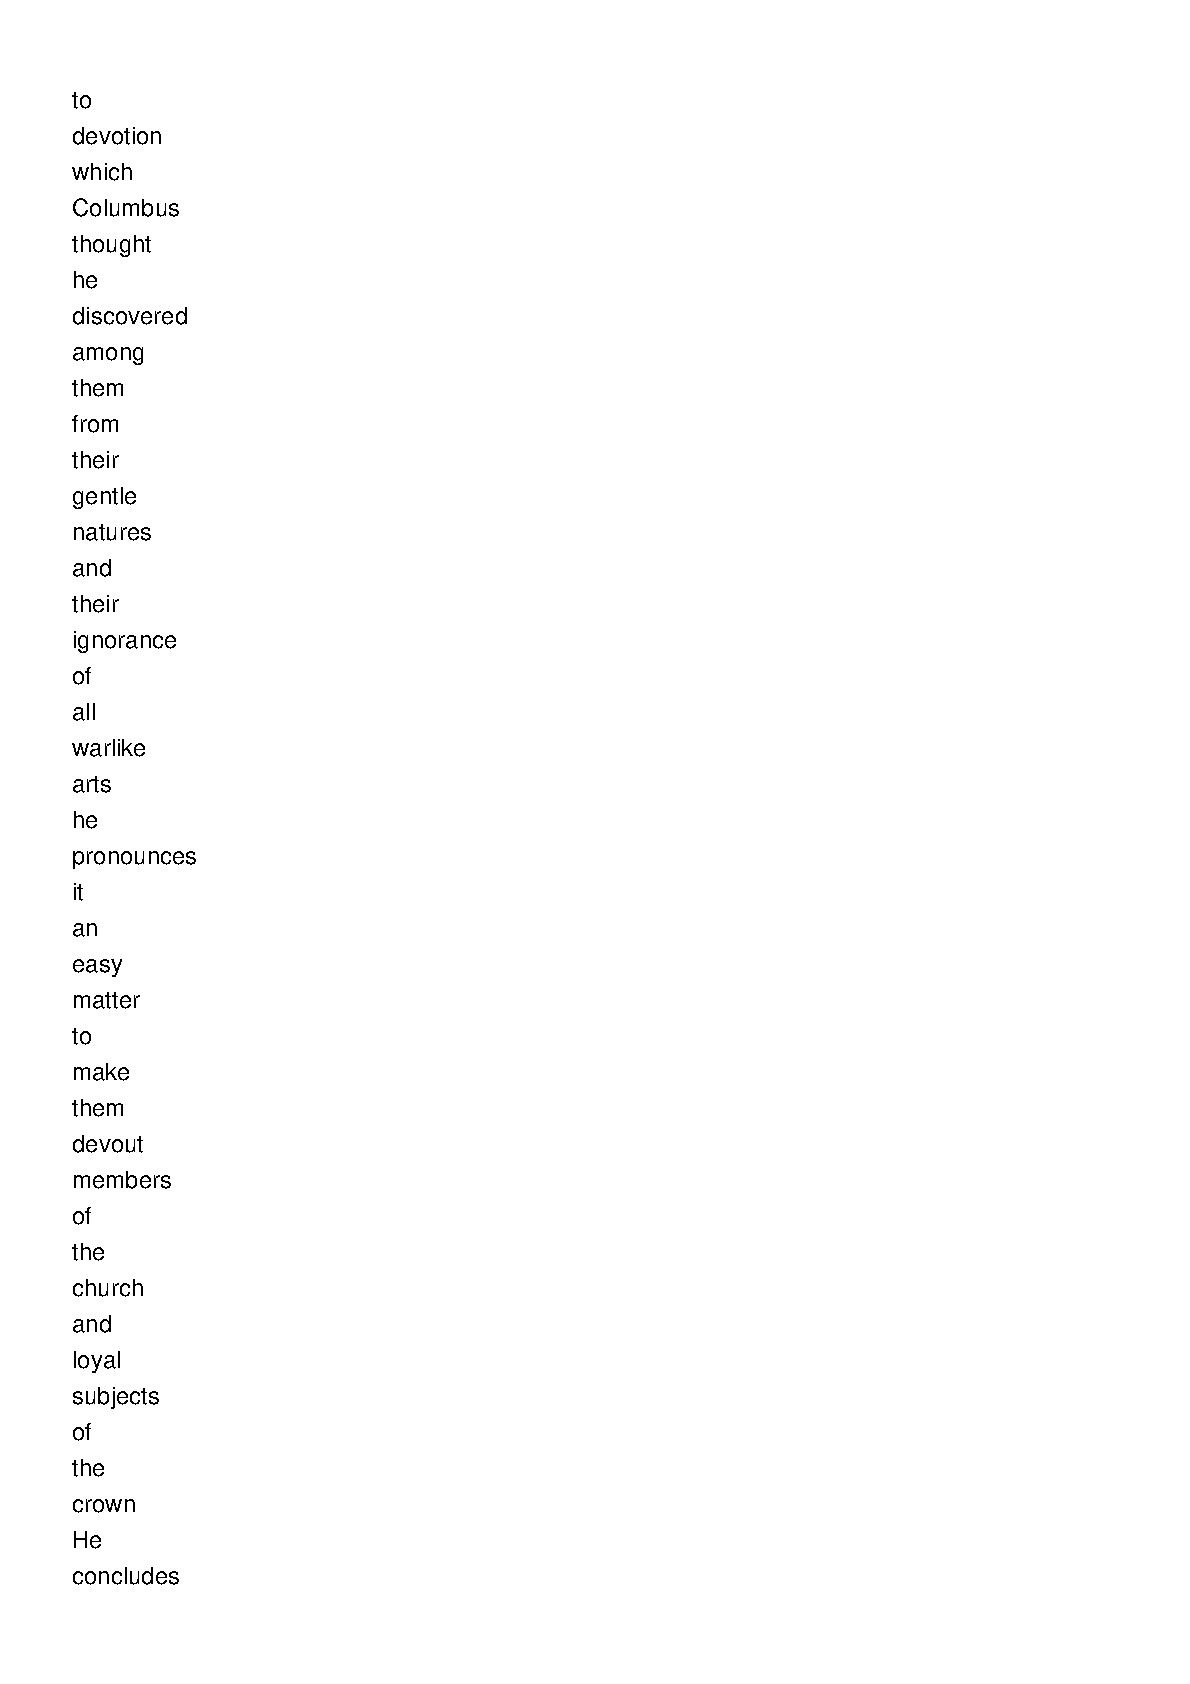 to
devotion
which
Columbus
thought
he
discovered
among
them
from
their
gentle
natures
and
their
ignorance
of
all
warlike
arts
he
pronounces
it
an
easy
matter
to
make
them
devout
members
of
the
church
and
loyal
subjects
of
the
crown
He
concludes